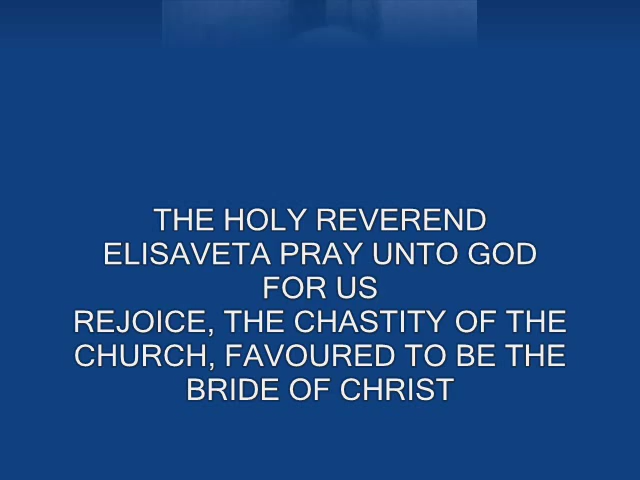 THE HOLY REVEREND
ELISAVETA PRAY UNTO GOD
FOR US
REJOICE, THE CHASTITY OF THE
CHURCH, FAVOURED TO BE THE
BRIDE OF CHRIST